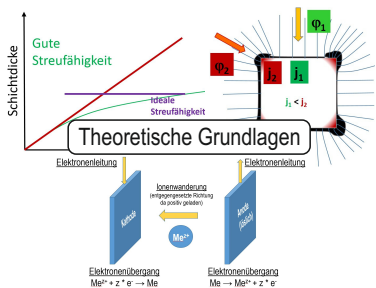 Schichtdicke
Gute
Streufähigkeit
Ideale
Streufähigkeit
φ₁
φ₂
j₂
j₁
j₁ < j₂
Theoretische Grundlagen
Elektronenleitung
Elektronenleitung
Ionenwanderung
(entgegengesetzte Richtung
da positiv geladen)
Kathode
Me²⁺
Anode
(löslich)
Elektronenübergang
Me²⁺ + z * e⁻ → Me
Elektronenübergang
Me → Me²⁺ + z * e⁻